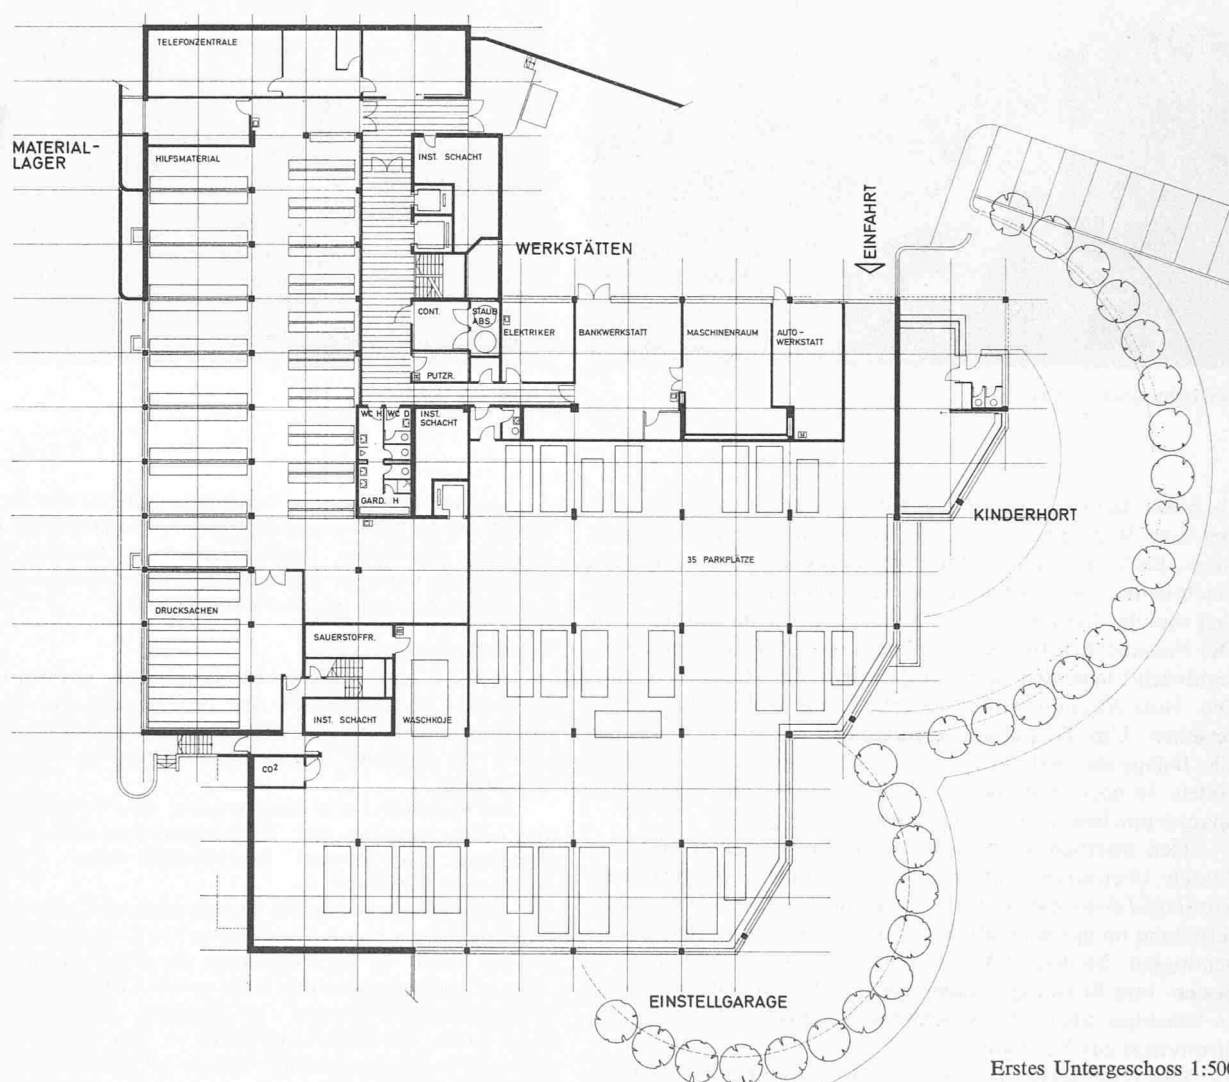 TELEFONZENTRALE
MATERIAL-
LAGER
HILFSMATERIAL
INST. SCHACHT
EINFAHRT
WERKSTÄTTEN
CONT.
STAUB
ABS.
ELEKTRIKER
BANKWERKSTATT
MASCHINENRAUM
AUTO-
WERKSTATT
PUTZR.
WC H
WC D
INST.
SCHACHT
GARD. H
KINDERHORT
35 PARKPLÄTZE
DRUCKSACHEN
SAUERSTOFFR.
INST. SCHACHT
WASCHKOJE
CO²
EINSTELLGARAGE
Erstes Untergeschoss 1:500